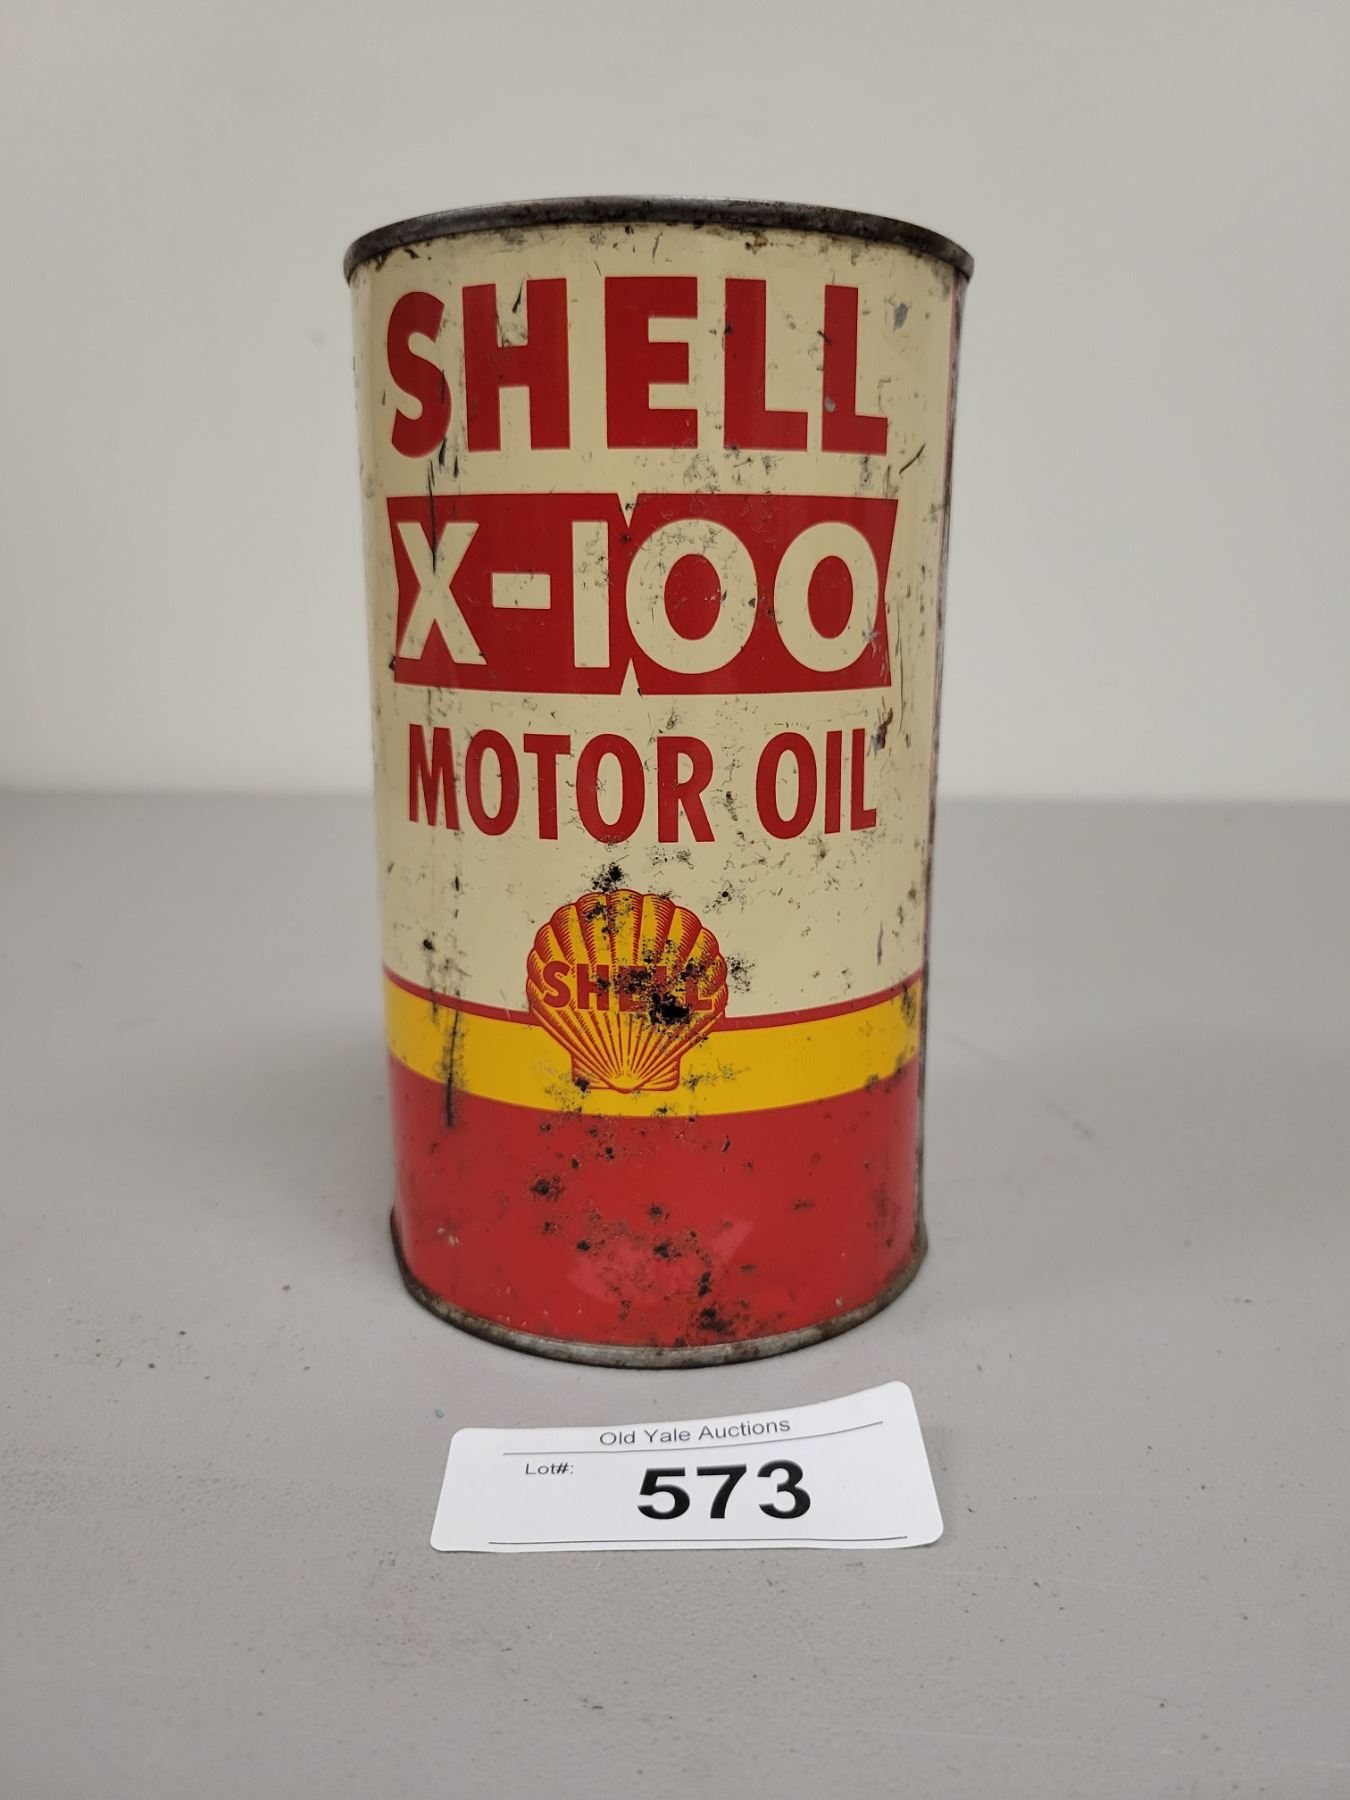 SHELL
X-100
MOTOR OIL
SHELL
Old Yale Auctions
Lot#: 573